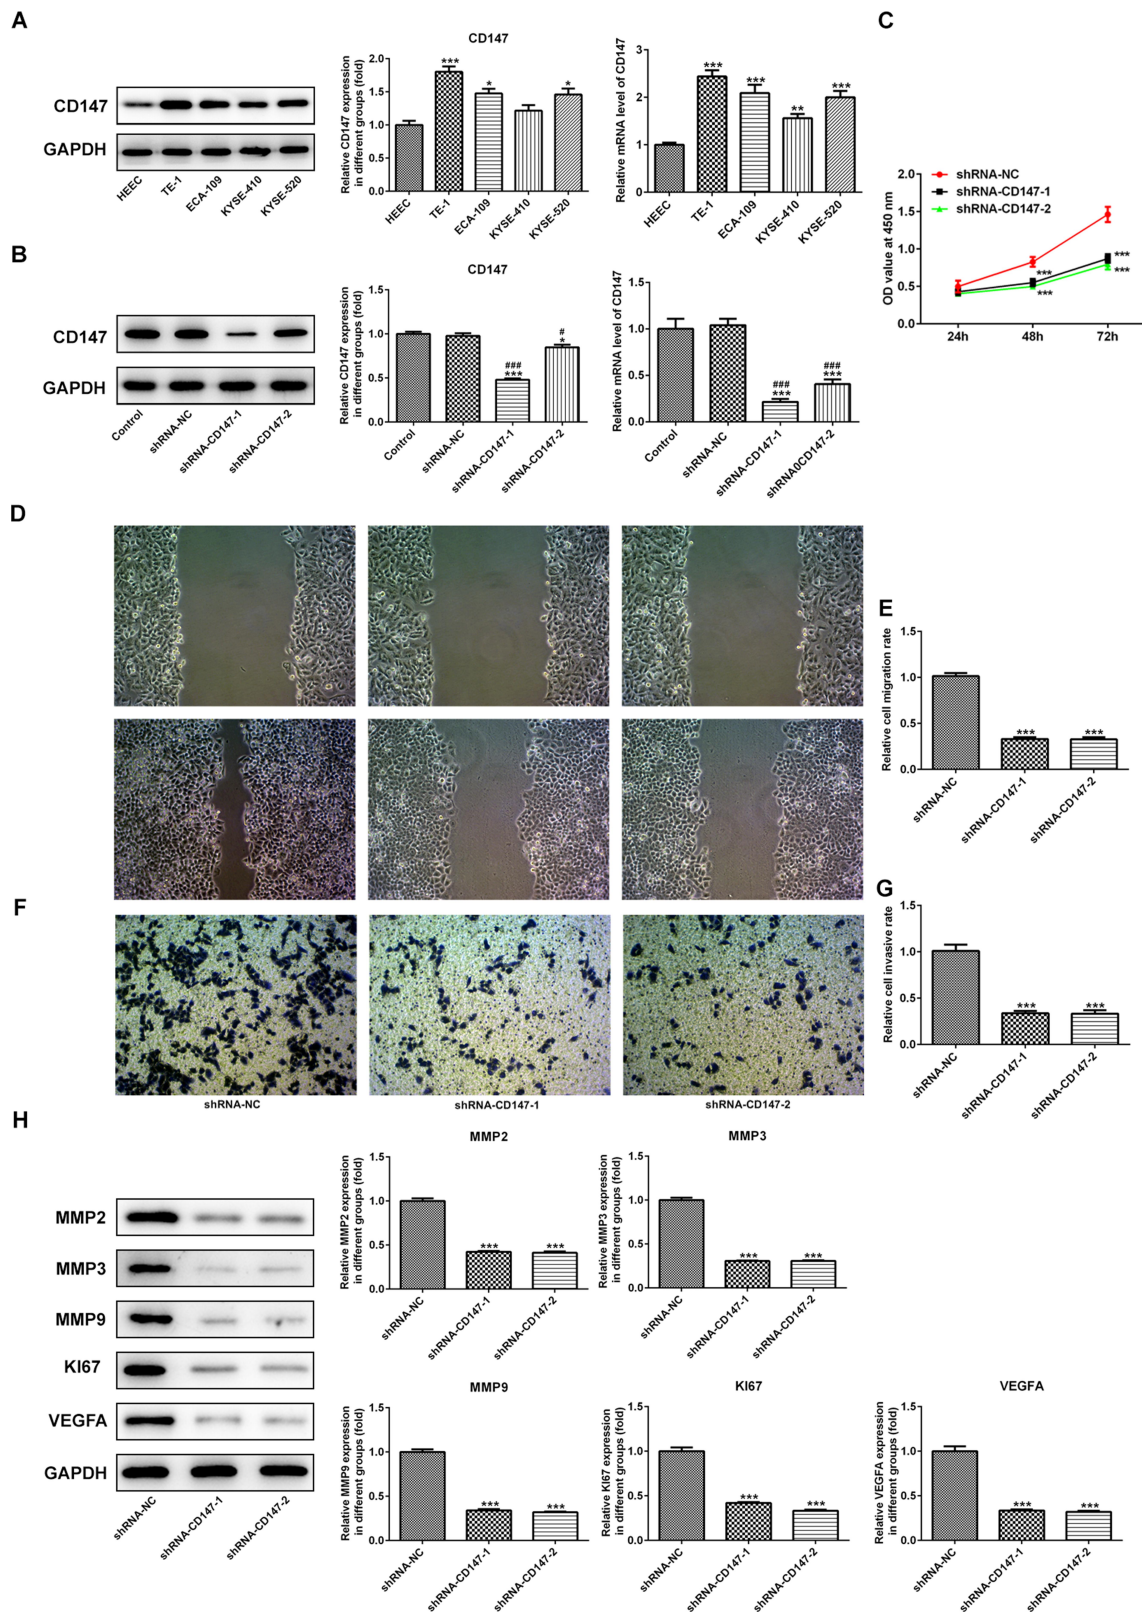 A
CD147
GAPDH
HEEC
TE-1
ECA-109
KYSE-410
KYSE-520
CD147
Relative CD147 expression
in different groups (fold)
2.0
1.5
1.0
0.5
0.0
***
*
*
HEEC
TE-1
ECA-109
KYSE-410
KYSE-520
Relative mRNA level of CD147
3
2
1
0
***
***
**
***
HEEC
TE-1
ECA-109
KYSE-410
KYSE-520
B
CD147
GAPDH
Control
shRNA-NC
shRNA-CD147-1
shRNA-CD147-2
CD147
Relative CD147 expression
in different groups (fold)
1.5
1.0
0.5
0.0
###
***
#
*
Control
shRNA-NC
shRNA-CD147-1
shRNA-CD147-2
Relative mRNA level of CD147
1.5
1.0
0.5
0.0
###
***
###
***
Control
shRNA-NC
shRNA-CD147-1
shRNA0CD147-2
C
shRNA-NC
shRNA-CD147-1
shRNA-CD147-2
OD value at 450 nm
2.0
1.5
1.0
0.5
0.0
***
***
***
***
24h
48h
72h
D
E
Relative cell migration rate
1.5
1.0
0.5
0.0
***
***
shRNA-NC
shRNA-CD147-1
shRNA-CD147-2
F
shRNA-NC
shRNA-CD147-1
shRNA-CD147-2
G
Relative cell invasive rate
1.5
1.0
0.5
0.0
***
***
shRNA-NC
shRNA-CD147-1
shRNA-CD147-2
H
MMP2
MMP3
MMP9
KI67
VEGFA
GAPDH
shRNA-NC
shRNA-CD147-1
shRNA-CD147-2
MMP2
Relative MMP2 expression
in different groups (fold)
1.5
1.0
0.5
0.0
***
***
shRNA-NC
shRNA-CD147-1
shRNA-CD147-2
MMP3
Relative MMP3 expression
in different groups (fold)
1.5
1.0
0.5
0.0
***
***
shRNA-NC
shRNA-CD147-1
shRNA-CD147-2
MMP9
Relative MMP9 expression
in different groups (fold)
1.5
1.0
0.5
0.0
***
***
shRNA-NC
shRNA-CD147-1
shRNA-CD147-2
KI67
Relative KI67 expression
in different groups (fold)
1.5
1.0
0.5
0.0
***
***
shRNA-NC
shRNA-CD147-1
shRNA-CD147-2
VEGFA
Relative VEGFA expression
in different groups (fold)
1.5
1.0
0.5
0.0
***
***
shRNA-NC
shRNA-CD147-1
shRNA-CD147-2